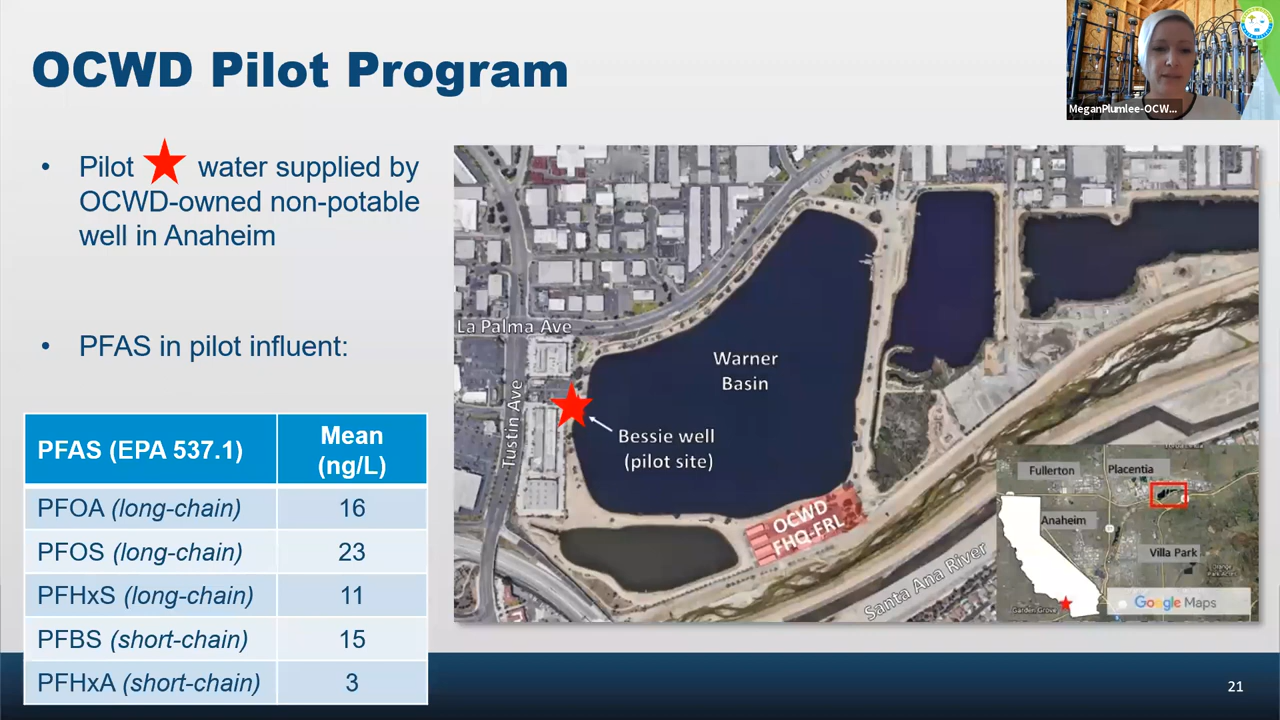 OCWD Pilot Program
MeganPlumlee-OCW...
• Pilot water supplied by
OCWD-owned non-potable
well in Anaheim
• PFAS in pilot influent:
PFAS (EPA 537.1) Mean (ng/L)
PFOA (long-chain) 16
PFOS (long-chain) 23
PFHxS (long-chain) 11
PFBS (short-chain) 15
PFHxA (short-chain) 3
La Palma Ave
Tustin Ave
Warner
Basin
Bessie well
(pilot site)
OCWD
FHQ-FRL
Santa Ana River
Fullerton
Placentia
Anaheim
Villa Park
Orange
Park Acres
Garden Grove
Google Maps
21